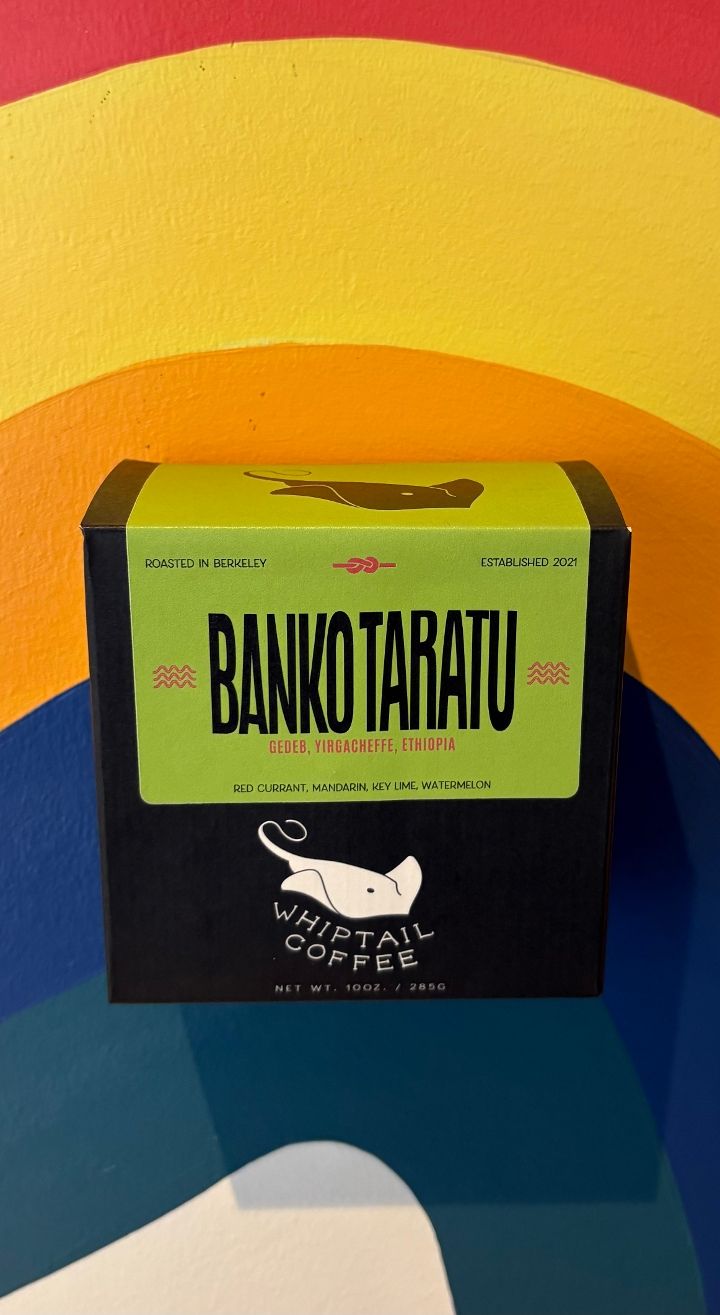 ROASTED IN BERKELEY
ESTABLISHED 2021
BANKO TARATU
GEDEB, YIRGACHEFFE, ETHIOPIA
RED CURRANT, MANDARIN, KEY LIME, WATERMELON
WHIPTAIL
COFFEE
NET WT. 10OZ. / 285G